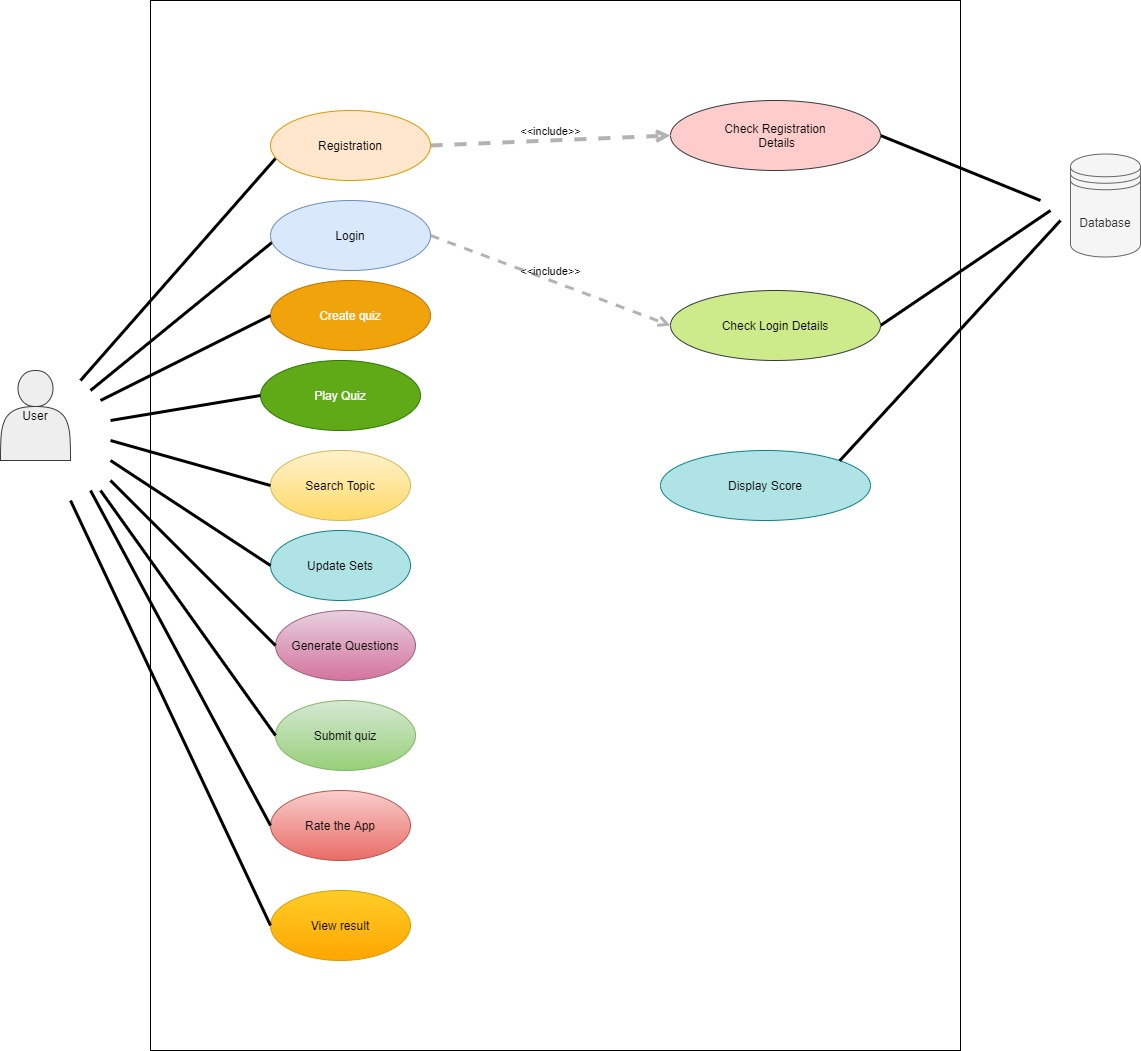 Registration
<<include>>
Check Registration
Details
Login
<<include>>
Check Login Details
Database
Create quiz
Play Quiz
User
Search Topic
Display Score
Update Sets
Generate Questions
Submit quiz
Rate the App
View result